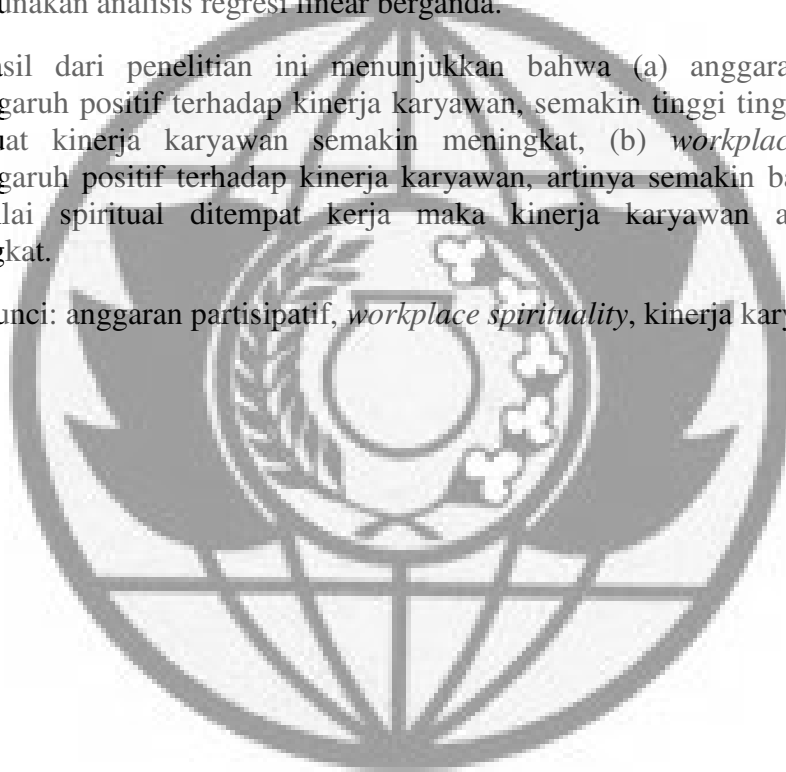 unakan analisis regresi linear berganda.
asil dari penelitian ini menunjukkan bahwa (a) anggara
garuh positif terhadap kinerja karyawan, semakin tinggi ting
uat kinerja karyawan semakin meningkat, (b) workplac
garuh positif terhadap kinerja karyawan, artinya semakin ba
lai spiritual ditempat kerja maka kinerja karyawan a
gkat.
unci: anggaran partisipatif, workplace spirituality, kinerja kary